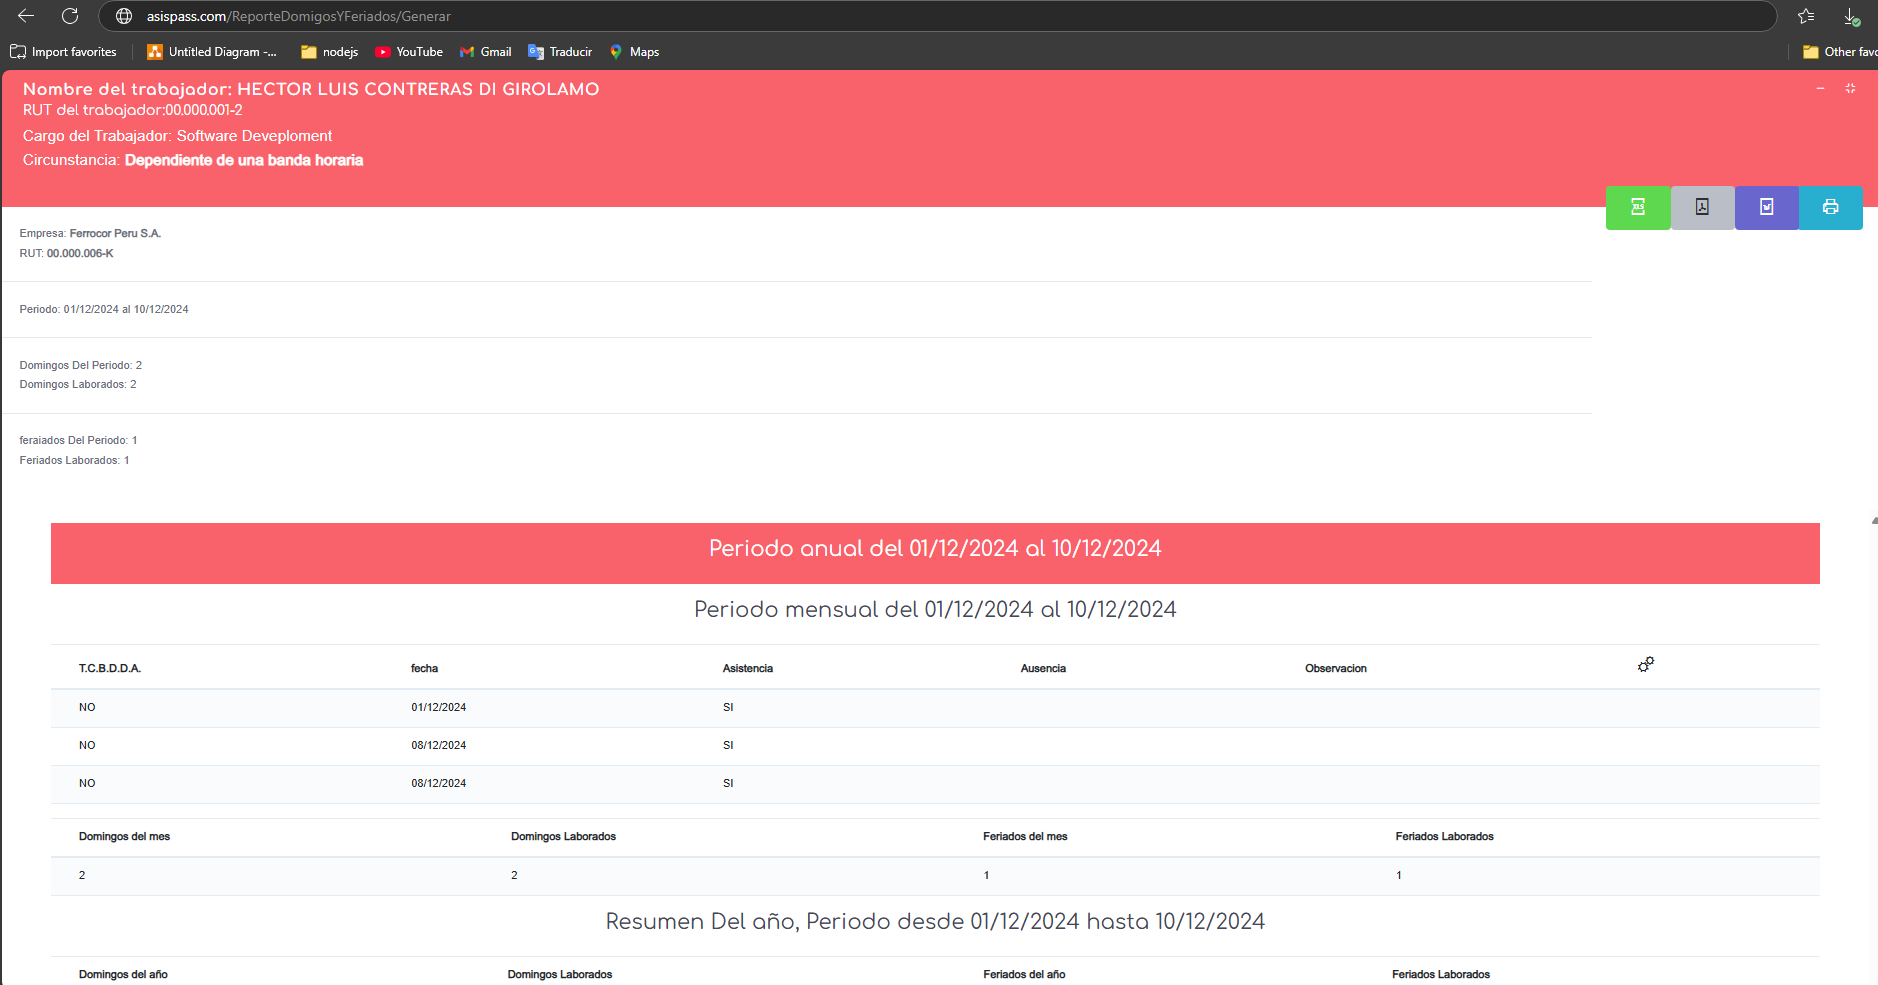 asispass.com/ReporteDomigosYFeriados/Generar
Import favorites
Untitled Diagram -...
nodejs
YouTube
Gmail
Traducir
Maps
Other favo
Nombre del trabajador: HECTOR LUIS CONTRERAS DI GIROLAMO
RUT del trabajador:00.000.001-2
Cargo del Trabajador: Software Deveploment
Circunstancia: Dependiente de una banda horaria
XLS
Empresa: Ferrocor Peru S.A.
RUT: 00.000.006-K
Periodo: 01/12/2024 al 10/12/2024
Domingos Del Periodo: 2
Domingos Laborados: 2
feraiados Del Periodo: 1
Feriados Laborados: 1
Periodo anual del 01/12/2024 al 10/12/2024
Periodo mensual del 01/12/2024 al 10/12/2024
T.C.B.D.D.A. fecha Asistencia Ausencia Observacion
NO 01/12/2024 SI
NO 08/12/2024 SI
NO 08/12/2024 SI
Domingos del mes Domingos Laborados Feriados del mes Feriados Laborados
2 2 1 1
Resumen Del año, Periodo desde 01/12/2024 hasta 10/12/2024
Domingos del año Domingos Laborados Feriados del año Feriados Laborados